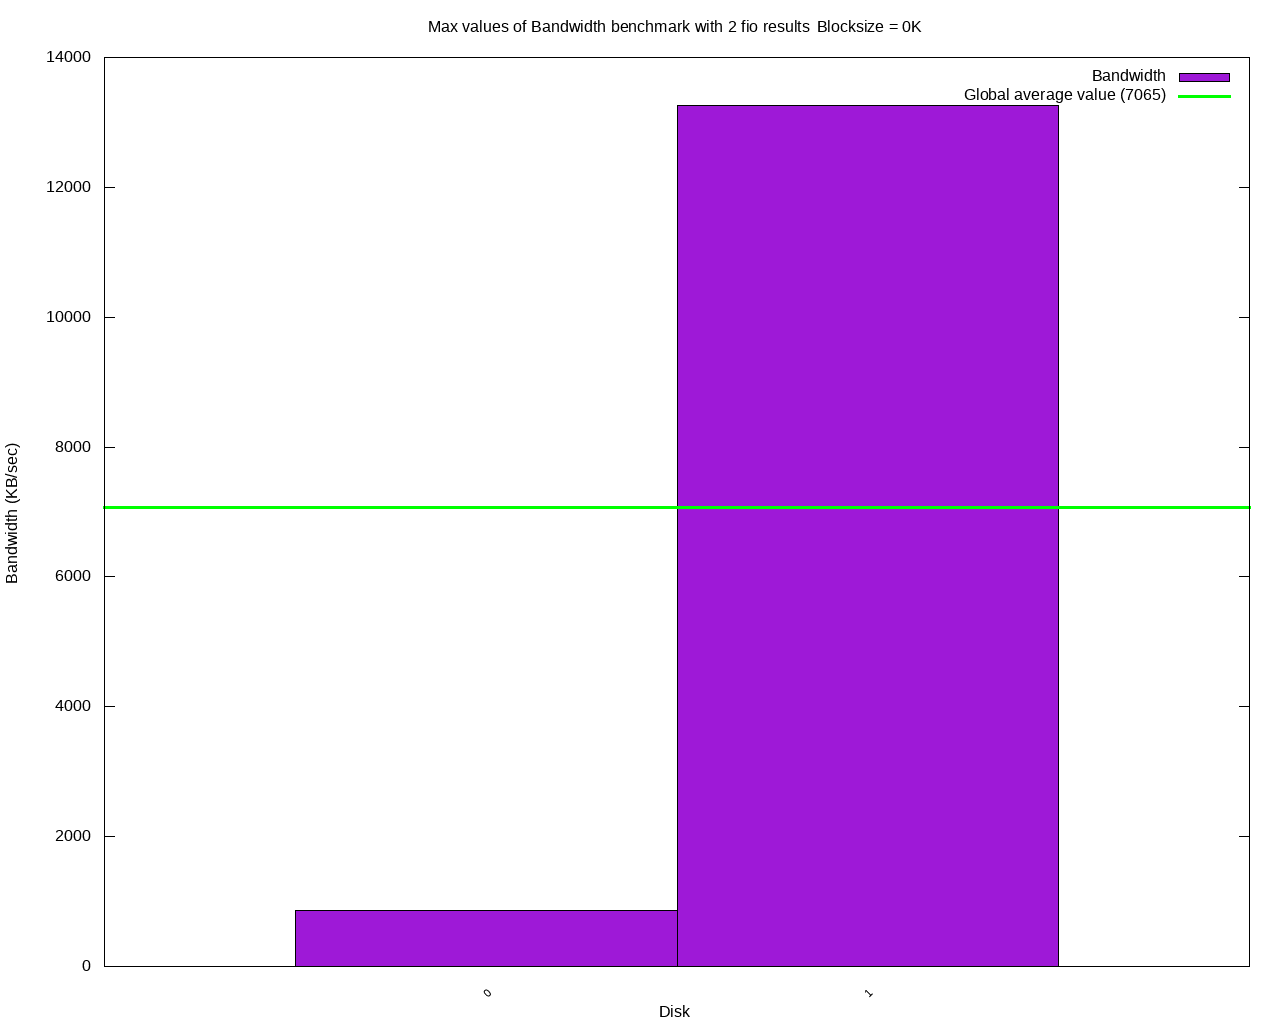 Max values of Bandwidth benchmark with 2 fio results  Blocksize = 0K
14000
12000
10000
8000
6000
4000
2000
0
Bandwidth (KB/sec)
Bandwidth
Global average value (7065)
0
1
Disk